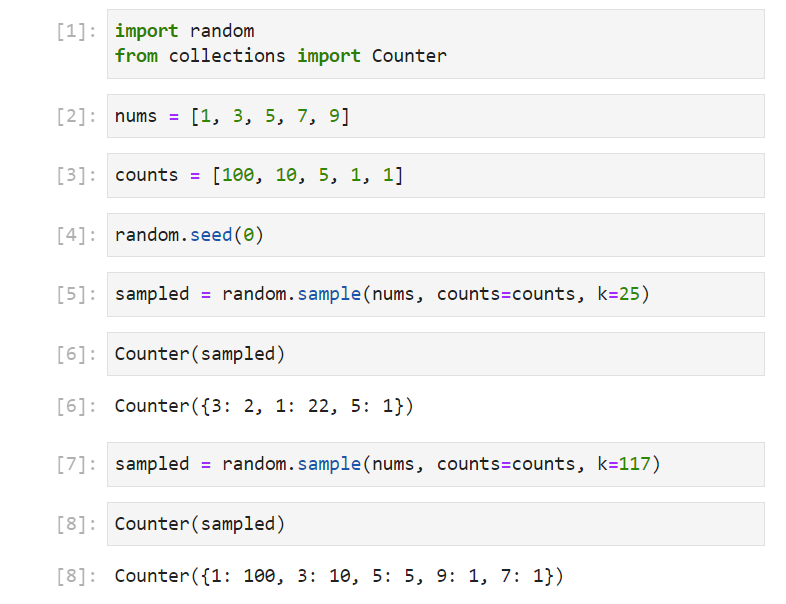 [1]: import random
from collections import Counter
[2]: nums = [1, 3, 5, 7, 9]
[3]: counts = [100, 10, 5, 1, 1]
[4]: random.seed(0)
[5]: sampled = random.sample(nums, counts=counts, k=25)
[6]: Counter(sampled)
[6]: Counter({3: 2, 1: 22, 5: 1})
[7]: sampled = random.sample(nums, counts=counts, k=117)
[8]: Counter(sampled)
[8]: Counter({1: 100, 3: 10, 5: 5, 9: 1, 7: 1})